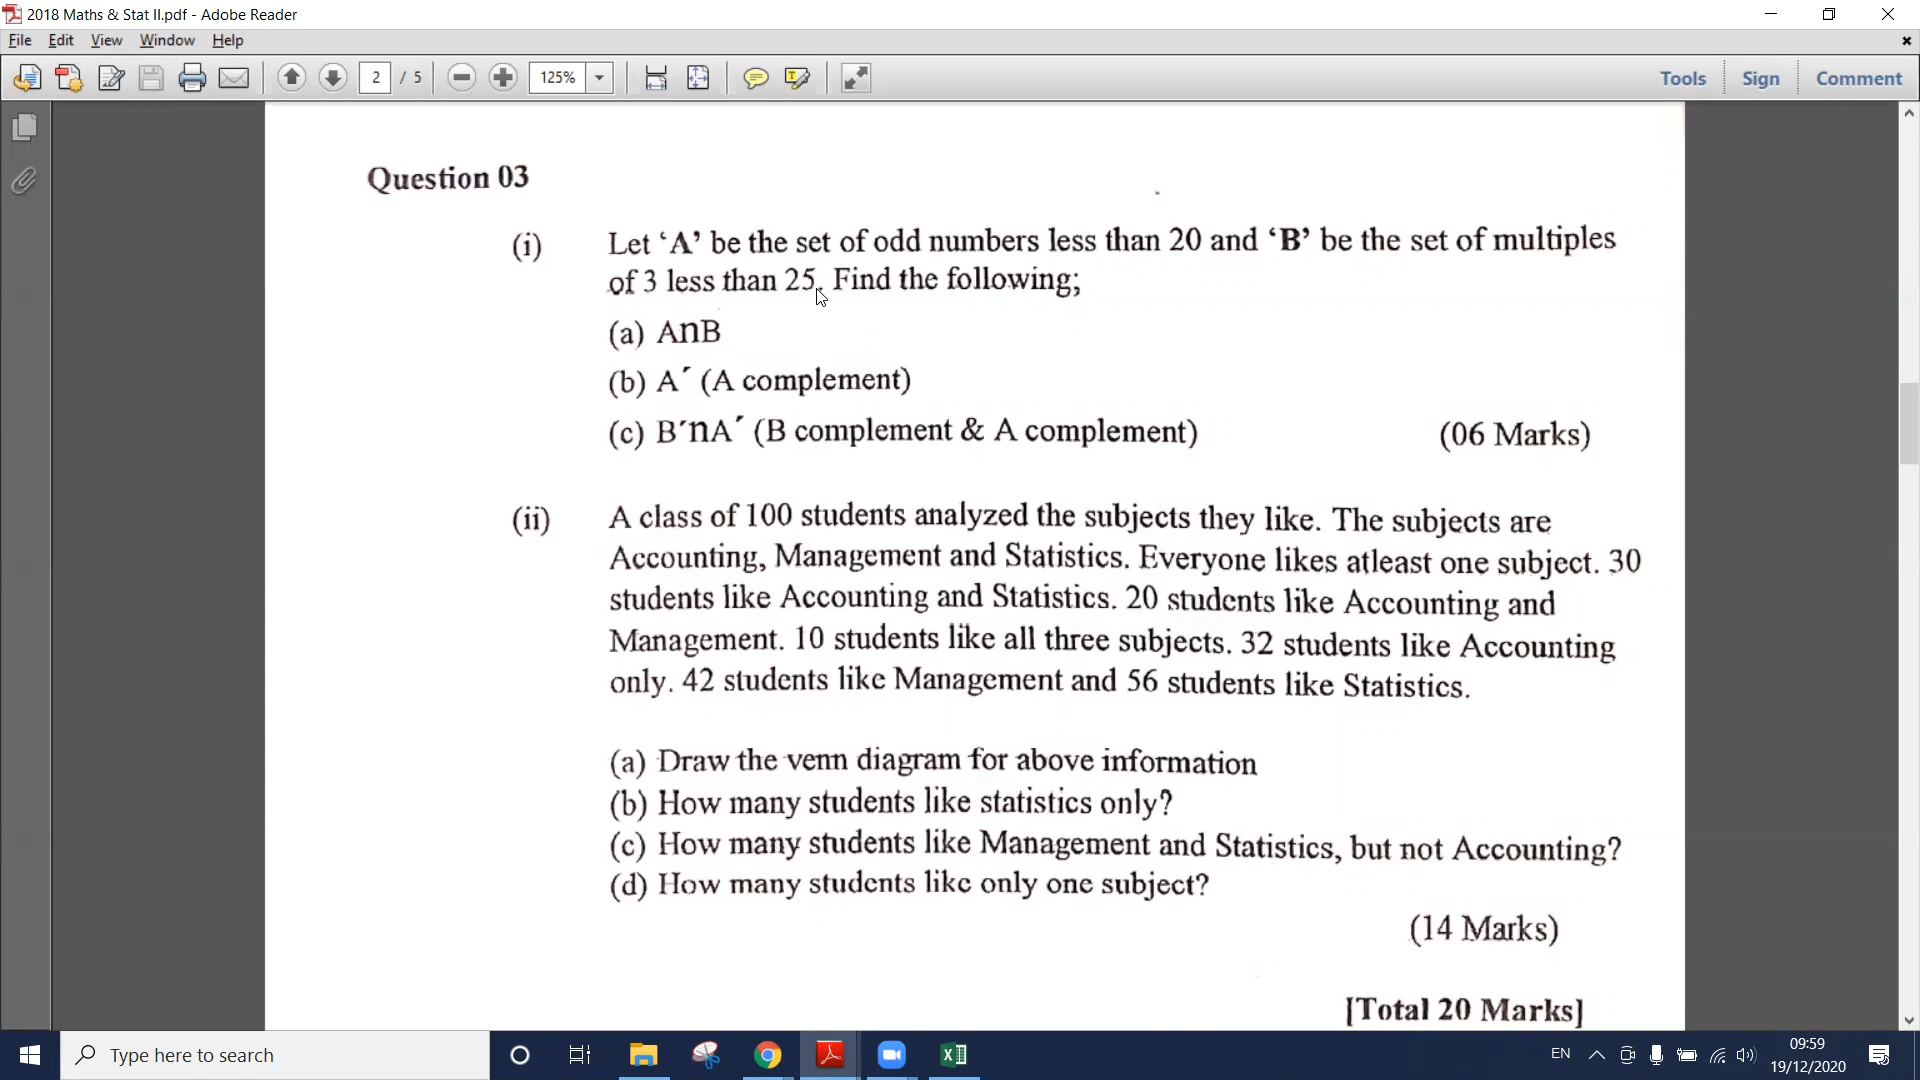 2018 Maths & Stat II.pdf - Adobe Reader
File Edit View Window Help
2 / 5 125% Tools Sign Comment
Question 03
(i) Let ‘A’ be the set of odd numbers less than 20 and ‘B’ be the set of multiples
of 3 less than 25. Find the following;
(a) A∩B
(b) A´ (A complement)
(c) B´∩A´ (B complement & A complement) (06 Marks)
(ii) A class of 100 students analyzed the subjects they like. The subjects are
Accounting, Management and Statistics. Everyone likes atleast one subject. 30
students like Accounting and Statistics. 20 students like Accounting and
Management. 10 students like all three subjects. 32 students like Accounting
only. 42 students like Management and 56 students like Statistics.
(a) Draw the venn diagram for above information
(b) How many students like statistics only?
(c) How many students like Management and Statistics, but not Accounting?
(d) How many students like only one subject?
(14 Marks)
[Total 20 Marks]
Type here to search
EN
09:59
19/12/2020